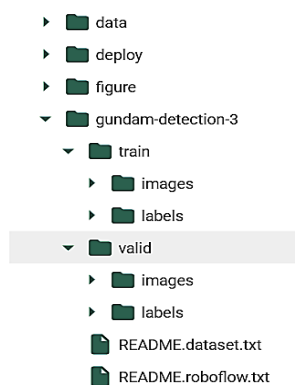 data
deploy
figure
gundam-detection-3
train
images
labels
valid
images
labels
README.dataset.txt
README.roboflow.txt